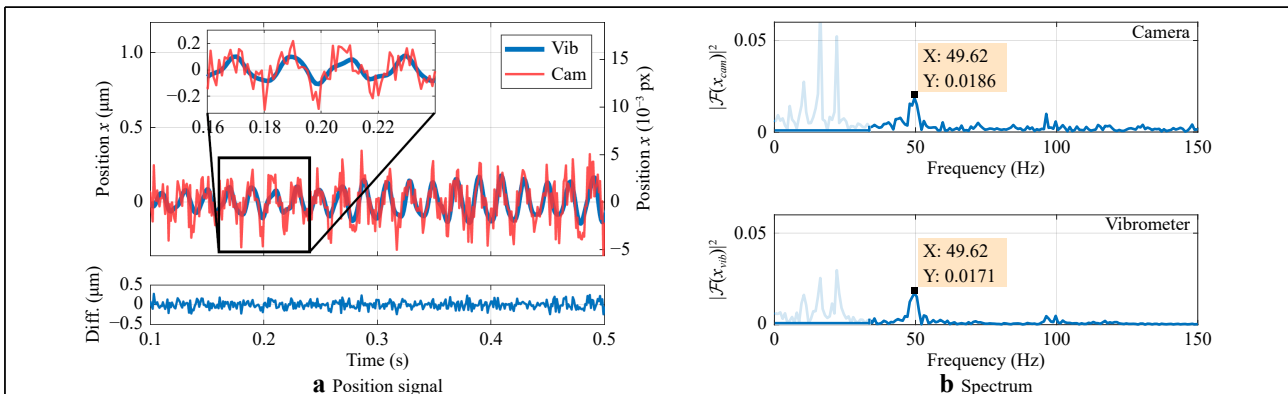 0.2
0
−0.2
0.16
0.18
0.20
0.22
Vib
Cam
1.0
0.5
0
Position x (μm)
15
10
5
0
−5
Position x (10⁻³ px)
0.5
0
−0.5
Diff. (μm)
0.1
0.2
0.3
0.4
0.5
Time (s)
a Position signal
Camera
0.05
0
|F(x_cam)|²
X: 49.62
Y: 0.0186
0
50
100
150
Frequency (Hz)
Vibrometer
0.05
0
|F(x_vib)|²
X: 49.62
Y: 0.0171
0
50
100
150
Frequency (Hz)
b Spectrum